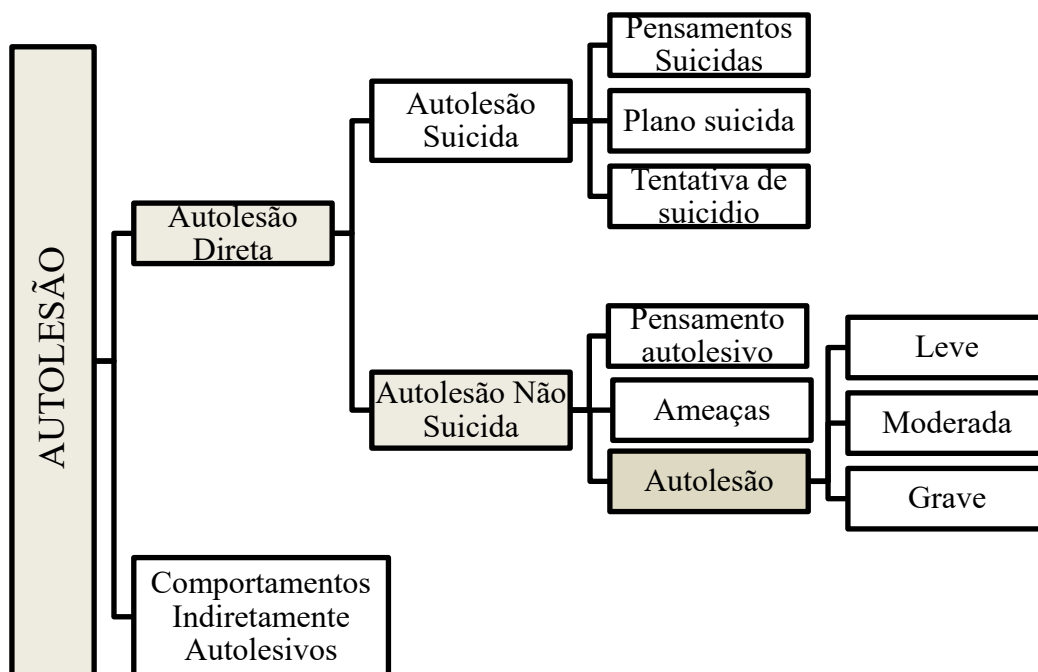 AUTOLESÃO
Autolesão
Direta
Autolesão
Suicida
Pensamentos
Suicidas
Plano suicida
Tentativa de
suicídio
Autolesão Não
Suicida
Pensamento
autolesivo
Ameaças
Autolesão
Leve
Moderada
Grave
Comportamentos
Indiretamente
Autolesivos